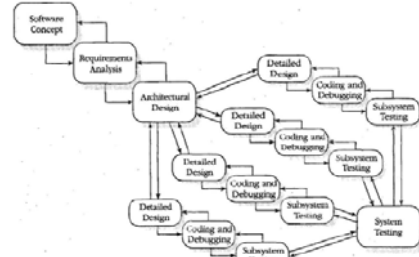 Software
Concept
Requirements
Analysis
Architectural
Design
Detailed
Design
Coding and
Debugging
Subsystem
Testing
Detailed
Design
Coding and
Debugging
Subsystem
Testing
Detailed
Design
Coding and
Debugging
Subsystem
Testing
Detailed
Design
Coding and
Debugging
Subsystem
System
Testing